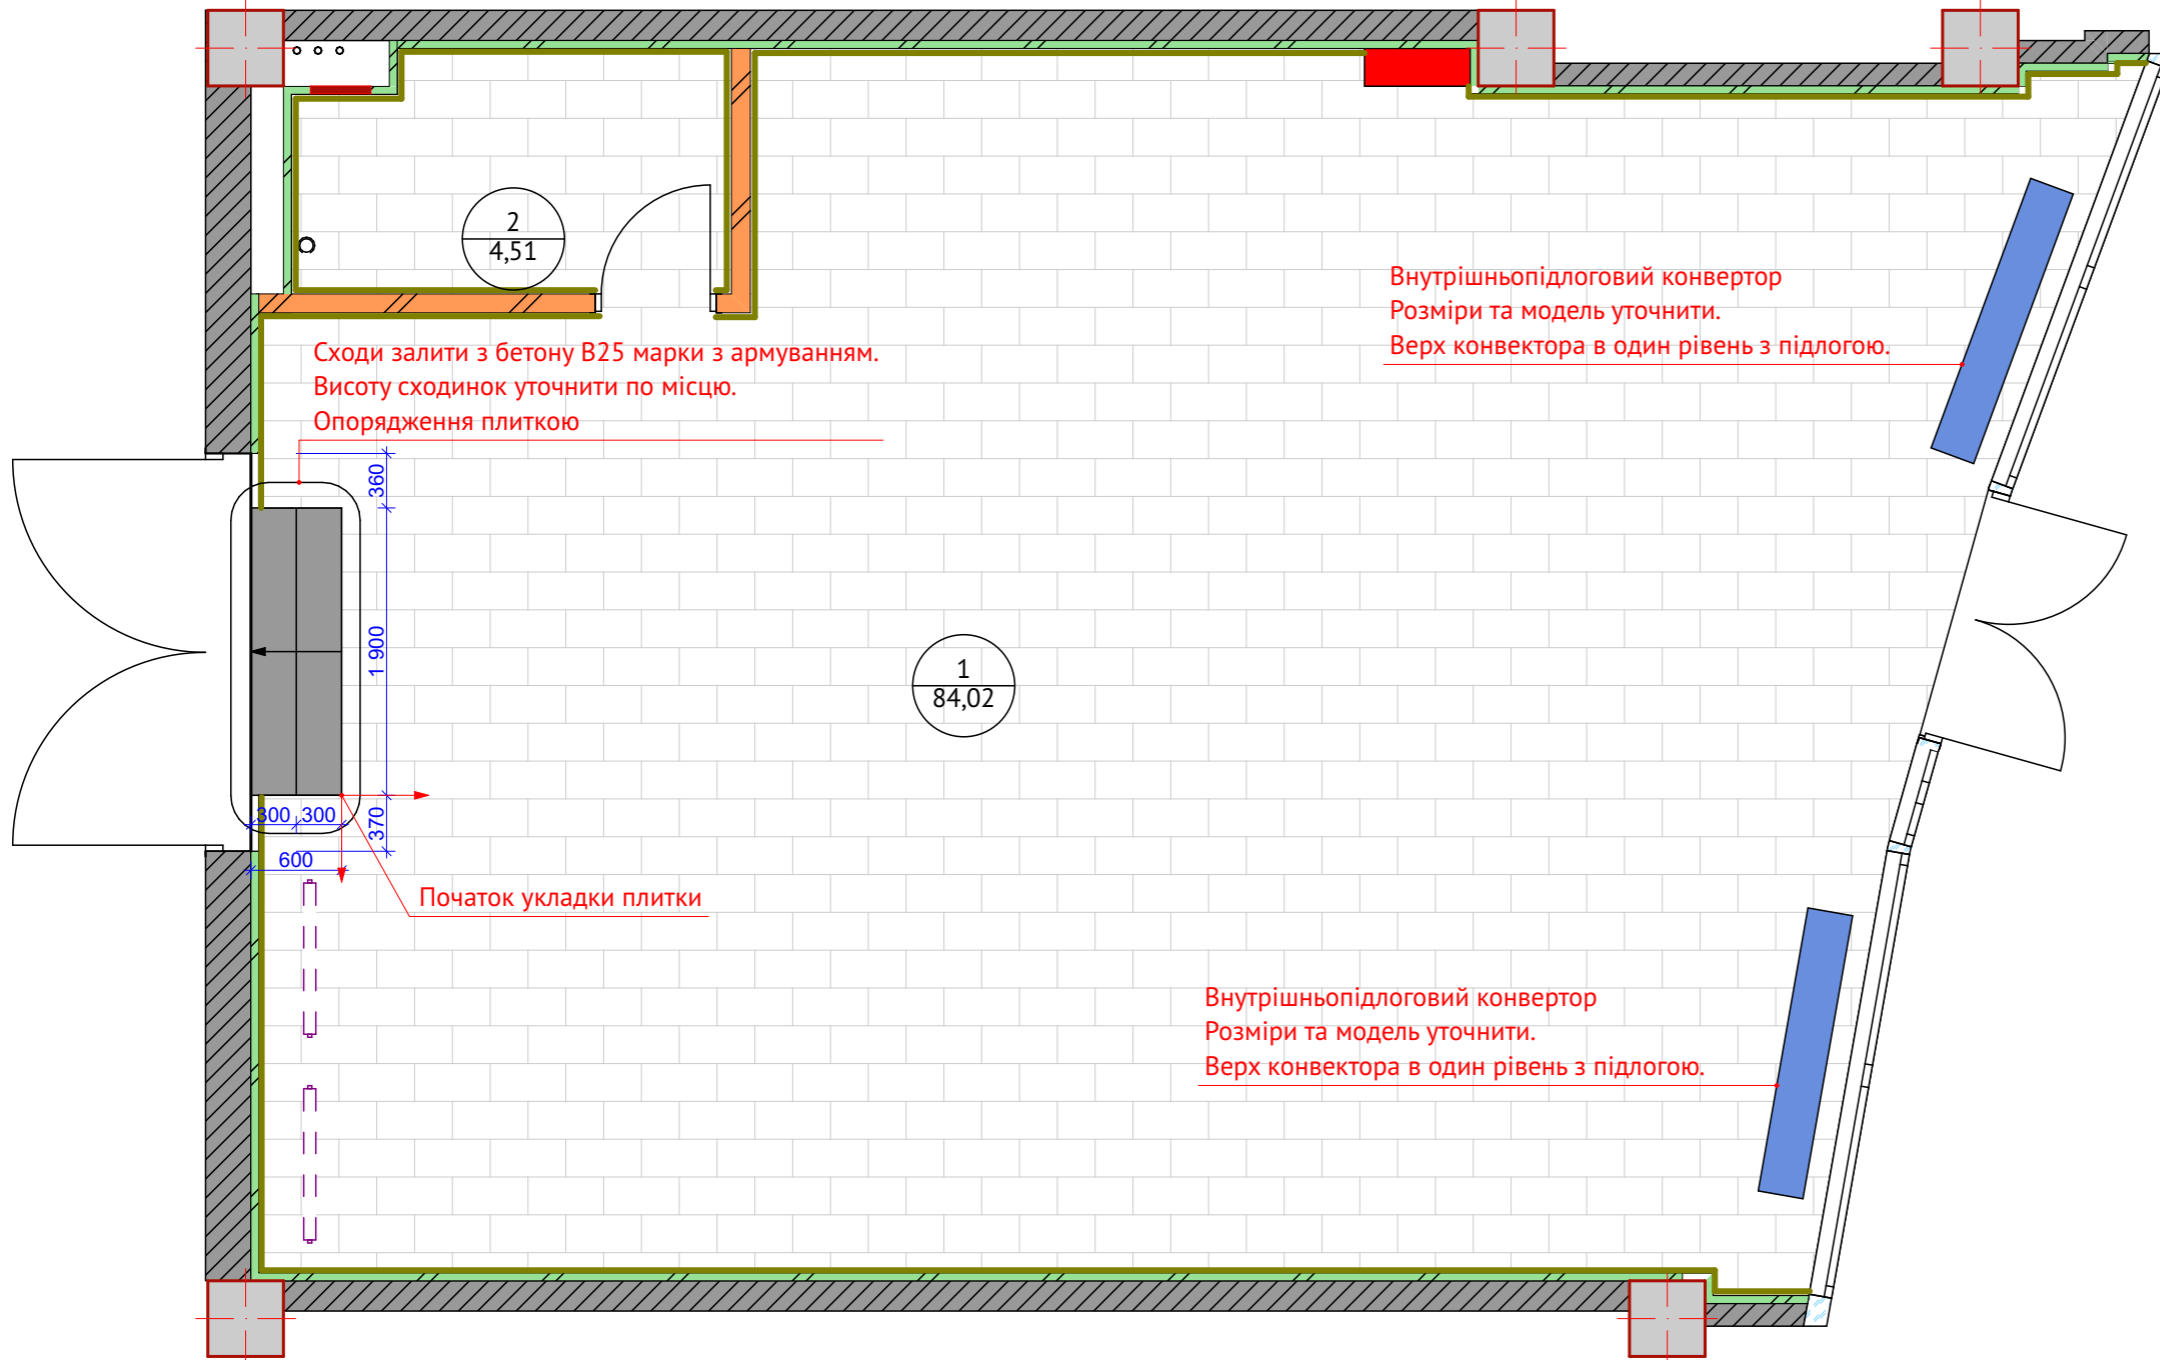 2
4,51
Внутрішньопідлоговий конвертор
Розміри та модель уточнити.
Верх конвектора в один рівень з підлогою.
Сходи залити з бетону В25 марки з армуванням.
Висоту сходинок уточнити по місцю.
Опорядження плиткою
360
1 900
1
84,02
300
300
370
600
Початок укладки плитки
Внутрішньопідлоговий конвертор
Розміри та модель уточнити.
Верх конвектора в один рівень з підлогою.